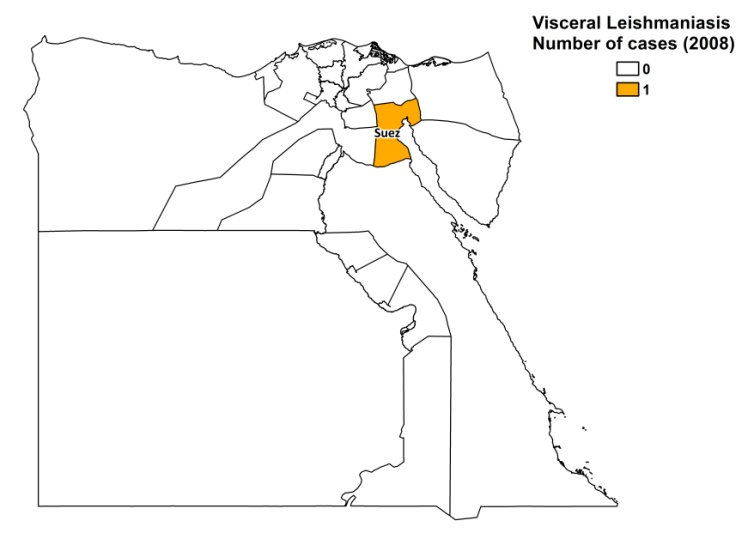 Visceral Leishmaniasis
Number of cases (2008)
0
1
Suez